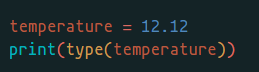 temperature = 12.12
print(type(temperature))